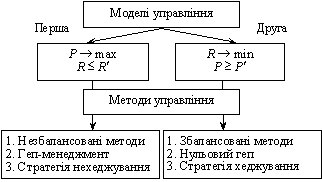 Моделі управління
Перша
Друга
P → max
R ≤ R′
R → min
P ≥ P′
Методи управління
1. Незбалансовані методи
2. Геп-менеджмент
3. Стратегія нехеджування
1. Збалансовані методи
2. Нульовий геп
3. Стратегія хеджування